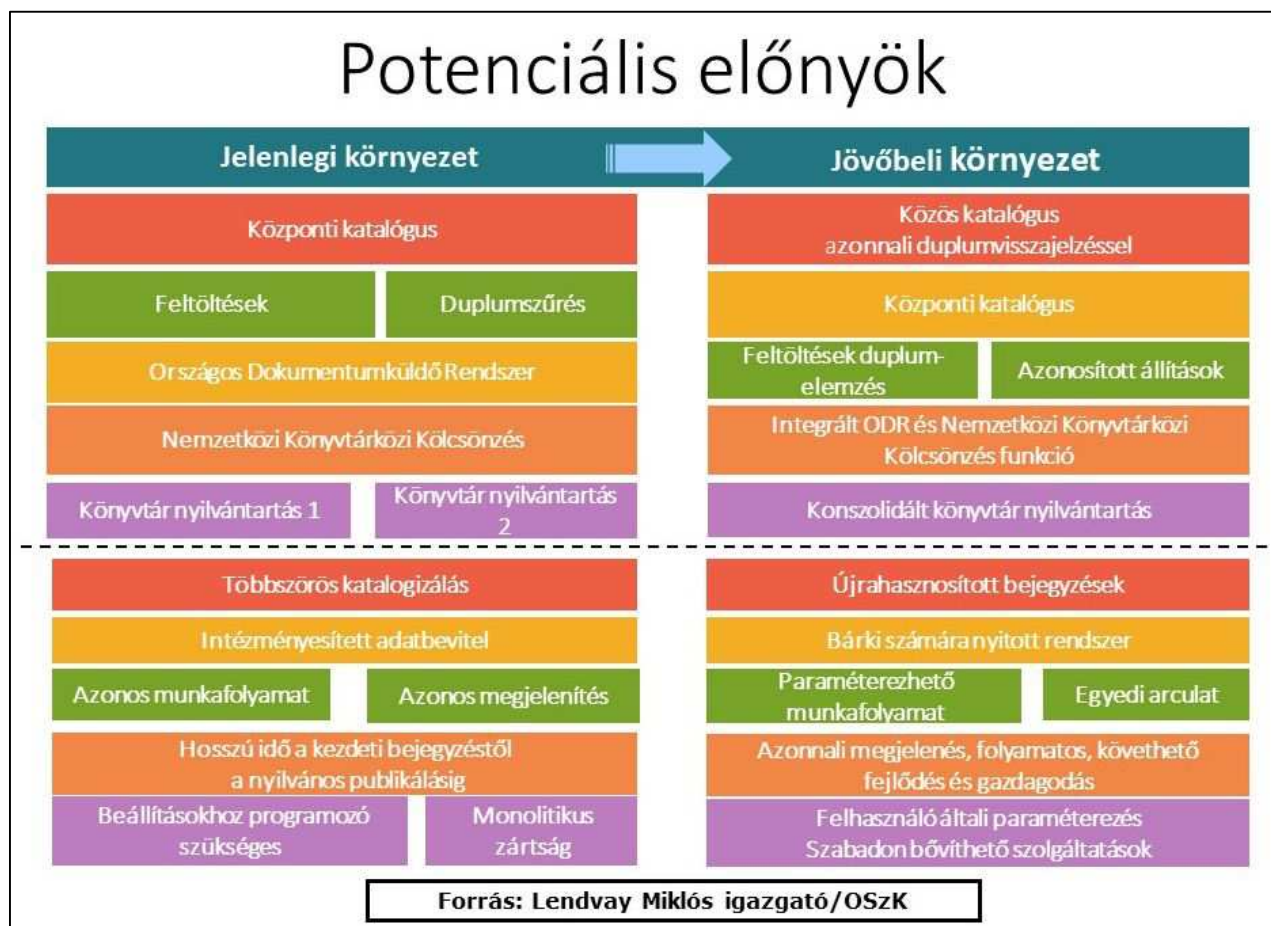 Potenciális előnyök
Jelenlegi környezet
Jövőbeli környezet
Központi katalógus
Közös katalógus
azonnali duplumvisszajelzéssel
Feltöltések
Duplumszűrés
Központi katalógus
Országos Dokumentumküldő Rendszer
Feltöltések duplum-
elemzés
Azonosított állítások
Nemzetközi Könyvtárközi Kölcsönzés
Integrált ODR és Nemzetközi Könyvtárközi
Kölcsönzés funkció
Könyvtár nyilvántartás 1
Könyvtár nyilvántartás
2
Konszolidált könyvtár nyilvántartás
Többszörös katalogizálás
Újrahasznosított bejegyzések
Intézményesített adatbevitel
Bárki számára nyitott rendszer
Azonos munkafolyamat
Azonos megjelenítés
Paraméterezhető
munkafolyamat
Egyedi arculat
Hosszú idő a kezdeti bejegyzéstől
a nyilvános publikálásig
Azonnali megjelenés, folyamatos, követhető
fejlődés és gazdagodás
Beállításokhoz programozó
szükséges
Monolitikus
zártság
Felhasználó általi paraméterezés
Szabadon bővíthető szolgáltatások
Forrás: Lendvay Miklós igazgató/OSzK